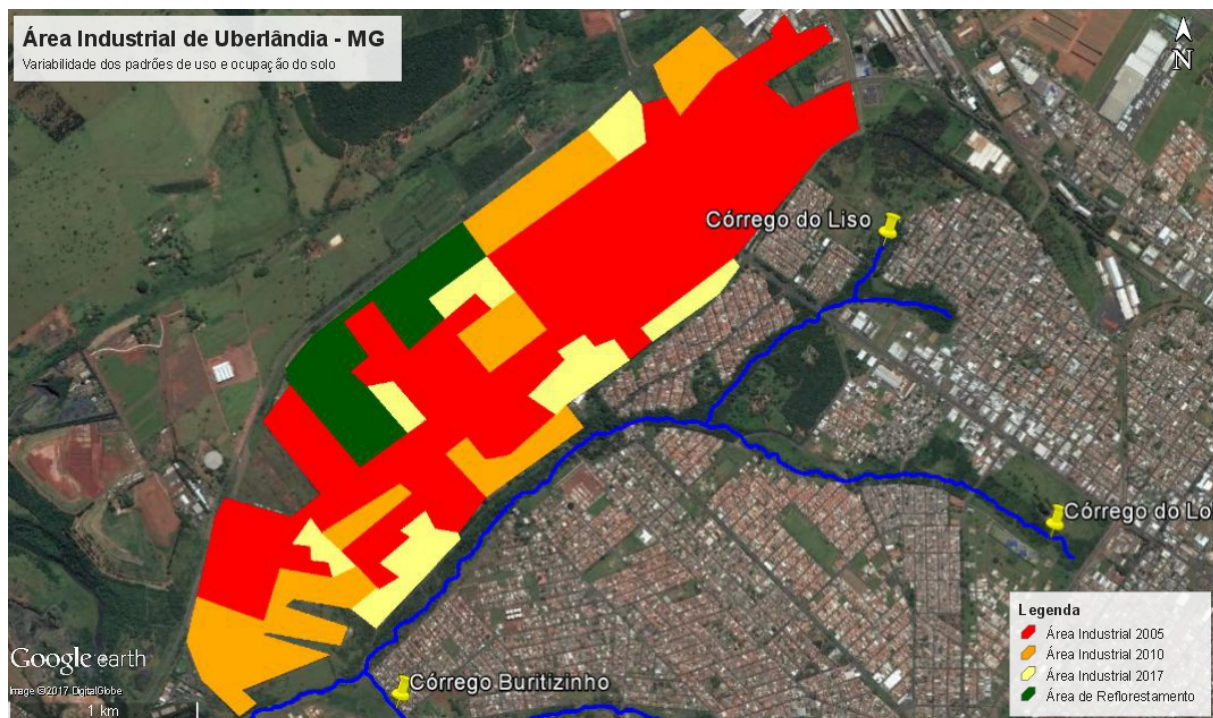 Área Industrial de Uberlândia - MG
Variabilidade dos padrões de uso e ocupação do solo
N
Córrego do Liso
Córrego do Lo
Legenda
Área Industrial 2005
Área Industrial 2010
Área Industrial 2017
Área de Reflorestamento
Google earth
Córrego Buritizinho
Image © 2017 DigitalGlobe
1 km